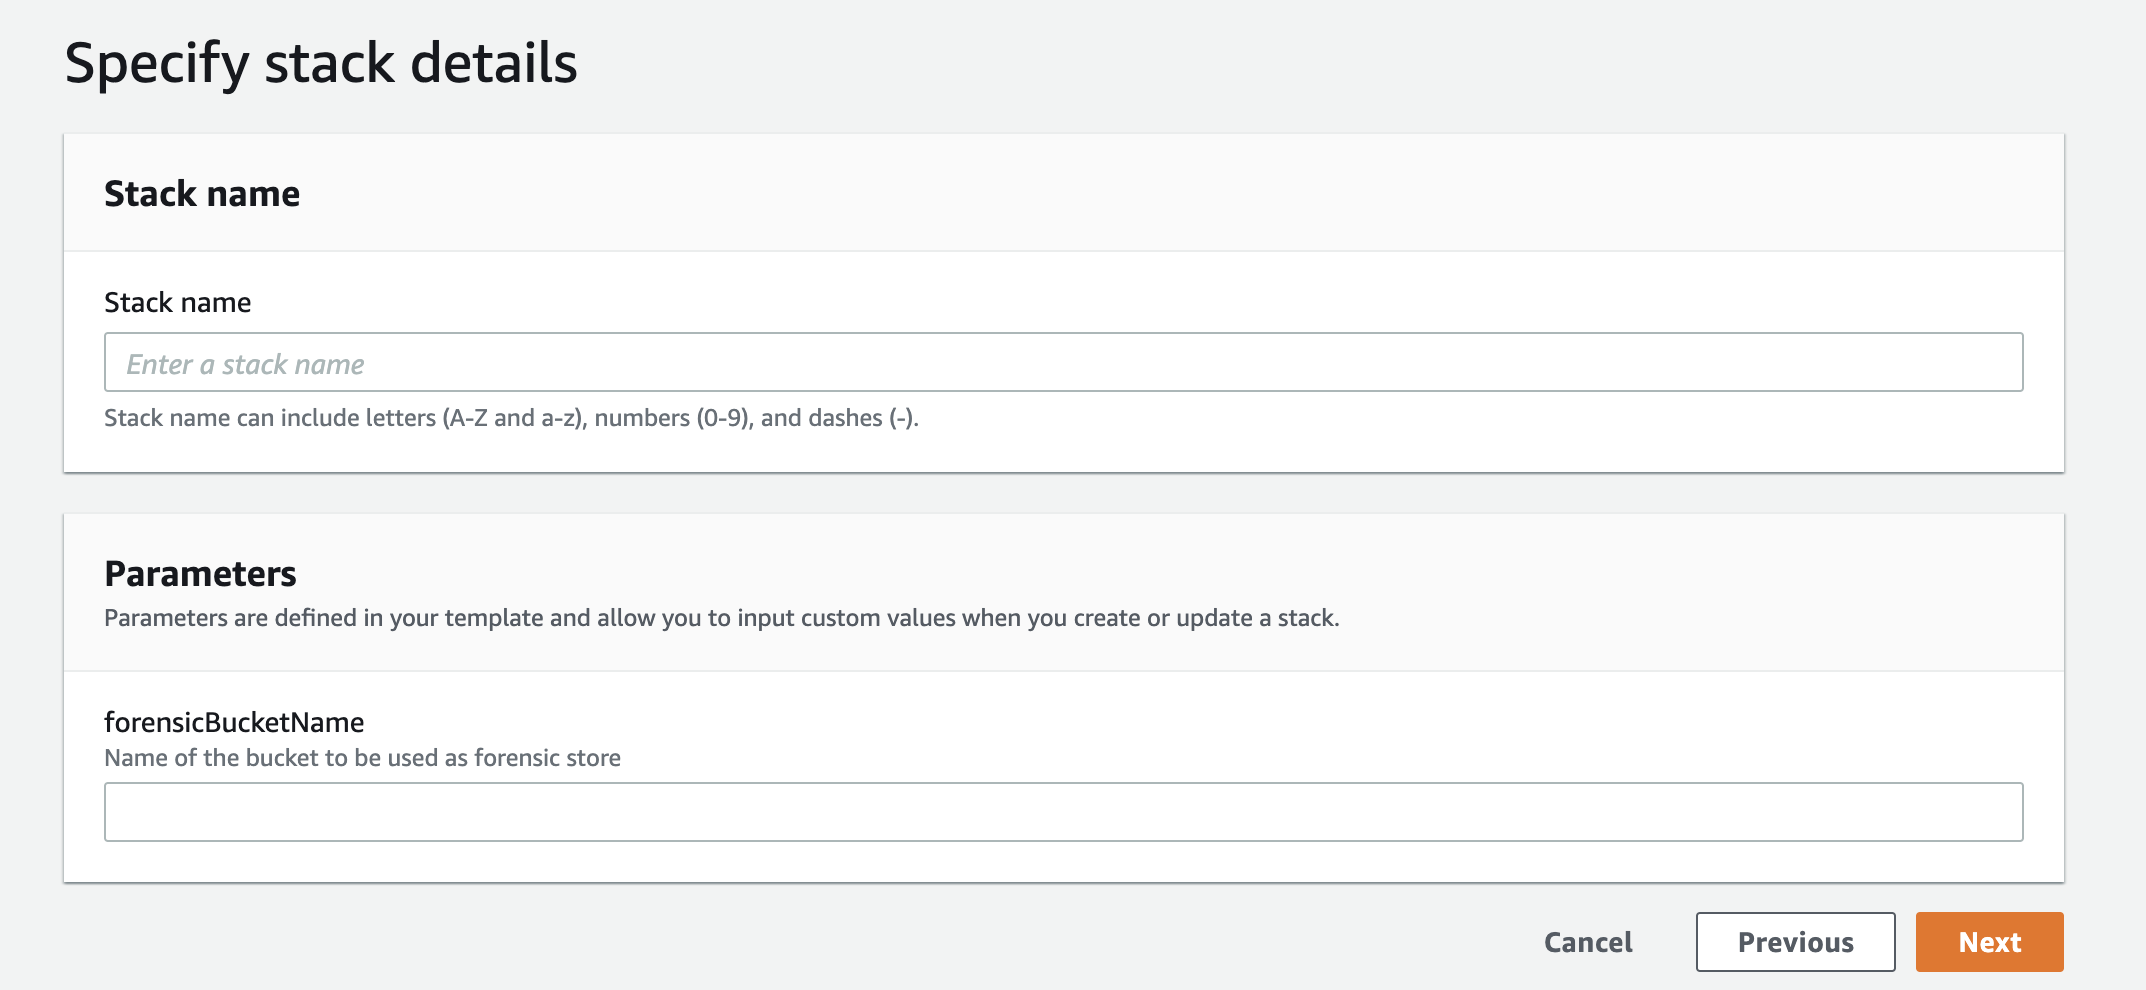 Specify stack details
Stack name
Stack name
Enter a stack name
Stack name can include letters (A-Z and a-z), numbers (0-9), and dashes (-).
Parameters
Parameters are defined in your template and allow you to input custom values when you create or update a stack.
forensicBucketName
Name of the bucket to be used as forensic store
Cancel
Previous
Next